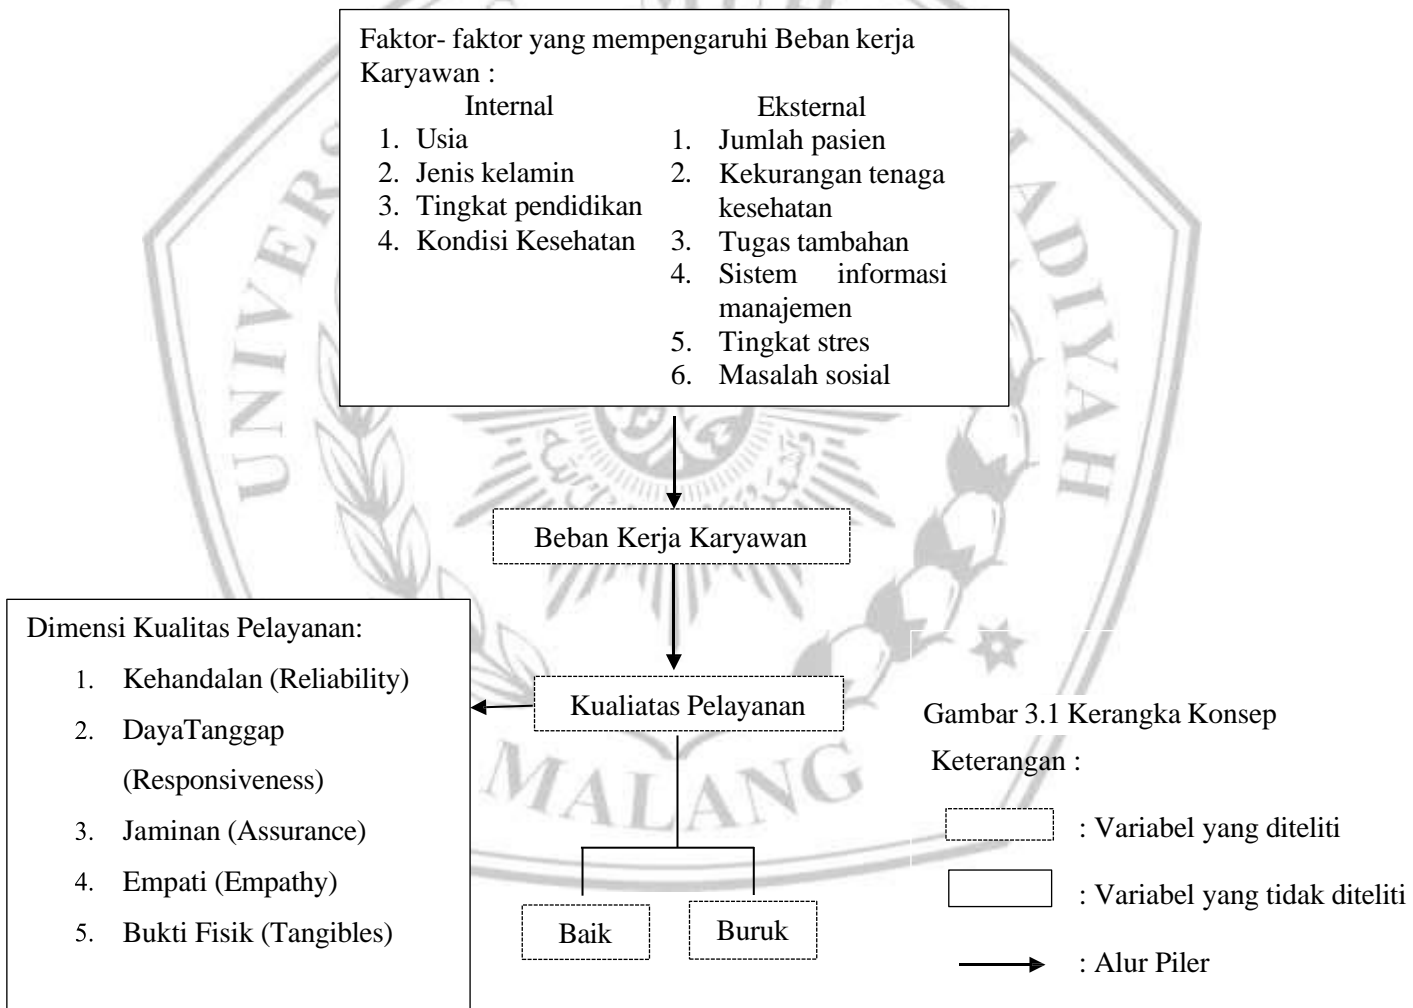 Faktor- faktor yang mempengaruhi Beban kerja
Karyawan :
Internal
1. Usia
2. Jenis kelamin
3. Tingkat pendidikan
4. Kondisi Kesehatan
Eksternal
1. Jumlah pasien
2. Kekurangan tenaga
kesehatan
3. Tugas tambahan
4. Sistem informasi
manajemen
5. Tingkat stres
6. Masalah sosial
Beban Kerja Karyawan
Kualiatas Pelayanan
Dimensi Kualitas Pelayanan:
1. Kehandalan (Reliability)
2. DayaTanggap
(Responsiveness)
3. Jaminan (Assurance)
4. Empati (Empathy)
5. Bukti Fisik (Tangibles)
Baik
Buruk
Gambar 3.1 Kerangka Konsep
Keterangan :
: Variabel yang diteliti
: Variabel yang tidak diteliti
: Alur Piler
MALANG